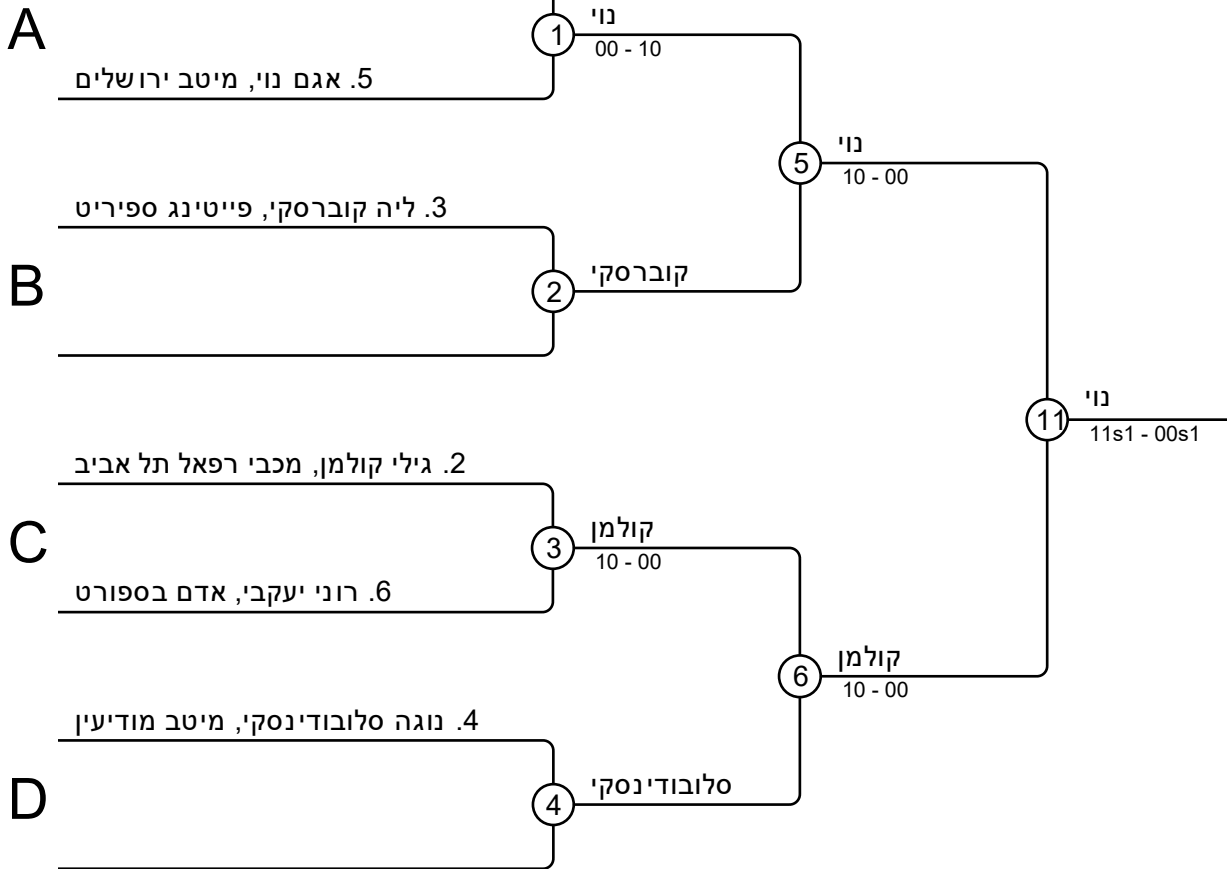 A
נוי
1
00 - 10
5. אגם נוי, מיטב ירושלים
נוי
5
10 - 00
3. ליה קוברסקי, פייטינג ספיריט
B
קוברסקי
2
נוי
11
11s1 - 00s1
2. גילי קולמן, מכבי רפאל תל אביב
C
קולמן
3
10 - 00
6. רוני יעקבי, אדם בספורט
קולמן
6
10 - 00
4. נוגה סלובודינסקי, מיטב מודיעין
D
סלובודינסקי
4